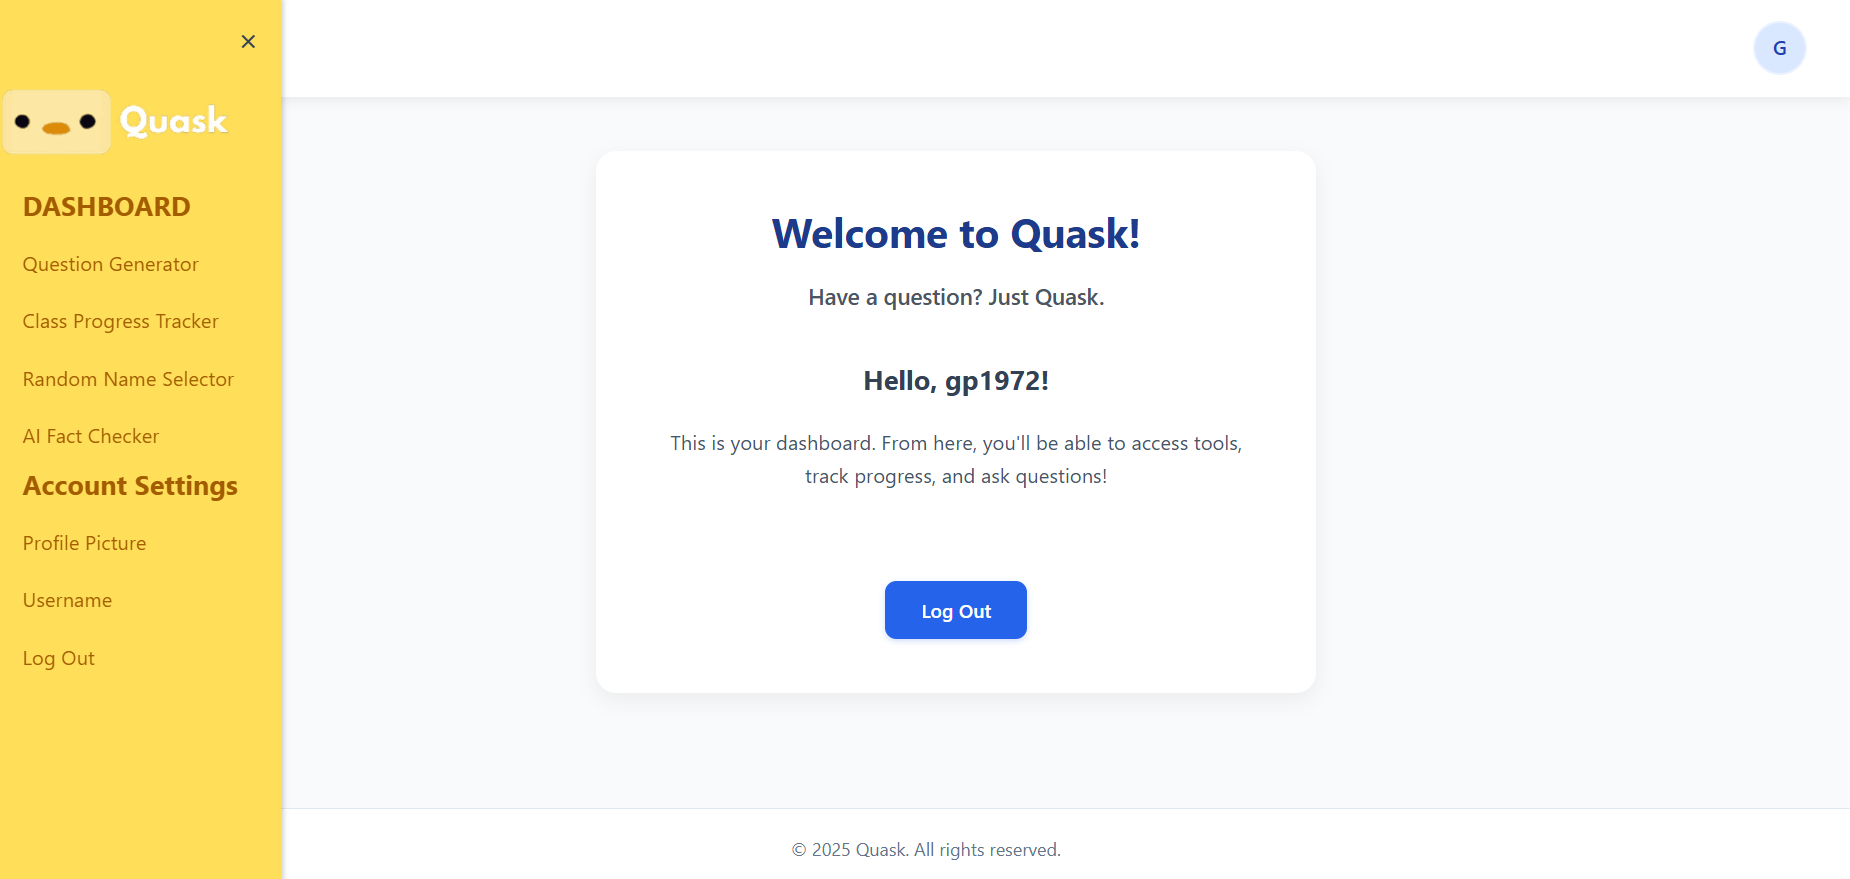 ×
Quask
DASHBOARD
Question Generator
Class Progress Tracker
Random Name Selector
AI Fact Checker
Account Settings
Profile Picture
Username
Log Out
G
Welcome to Quask!
Have a question? Just Quask.
Hello, gp1972!
This is your dashboard. From here, you'll be able to access tools,
track progress, and ask questions!
Log Out
© 2025 Quask. All rights reserved.